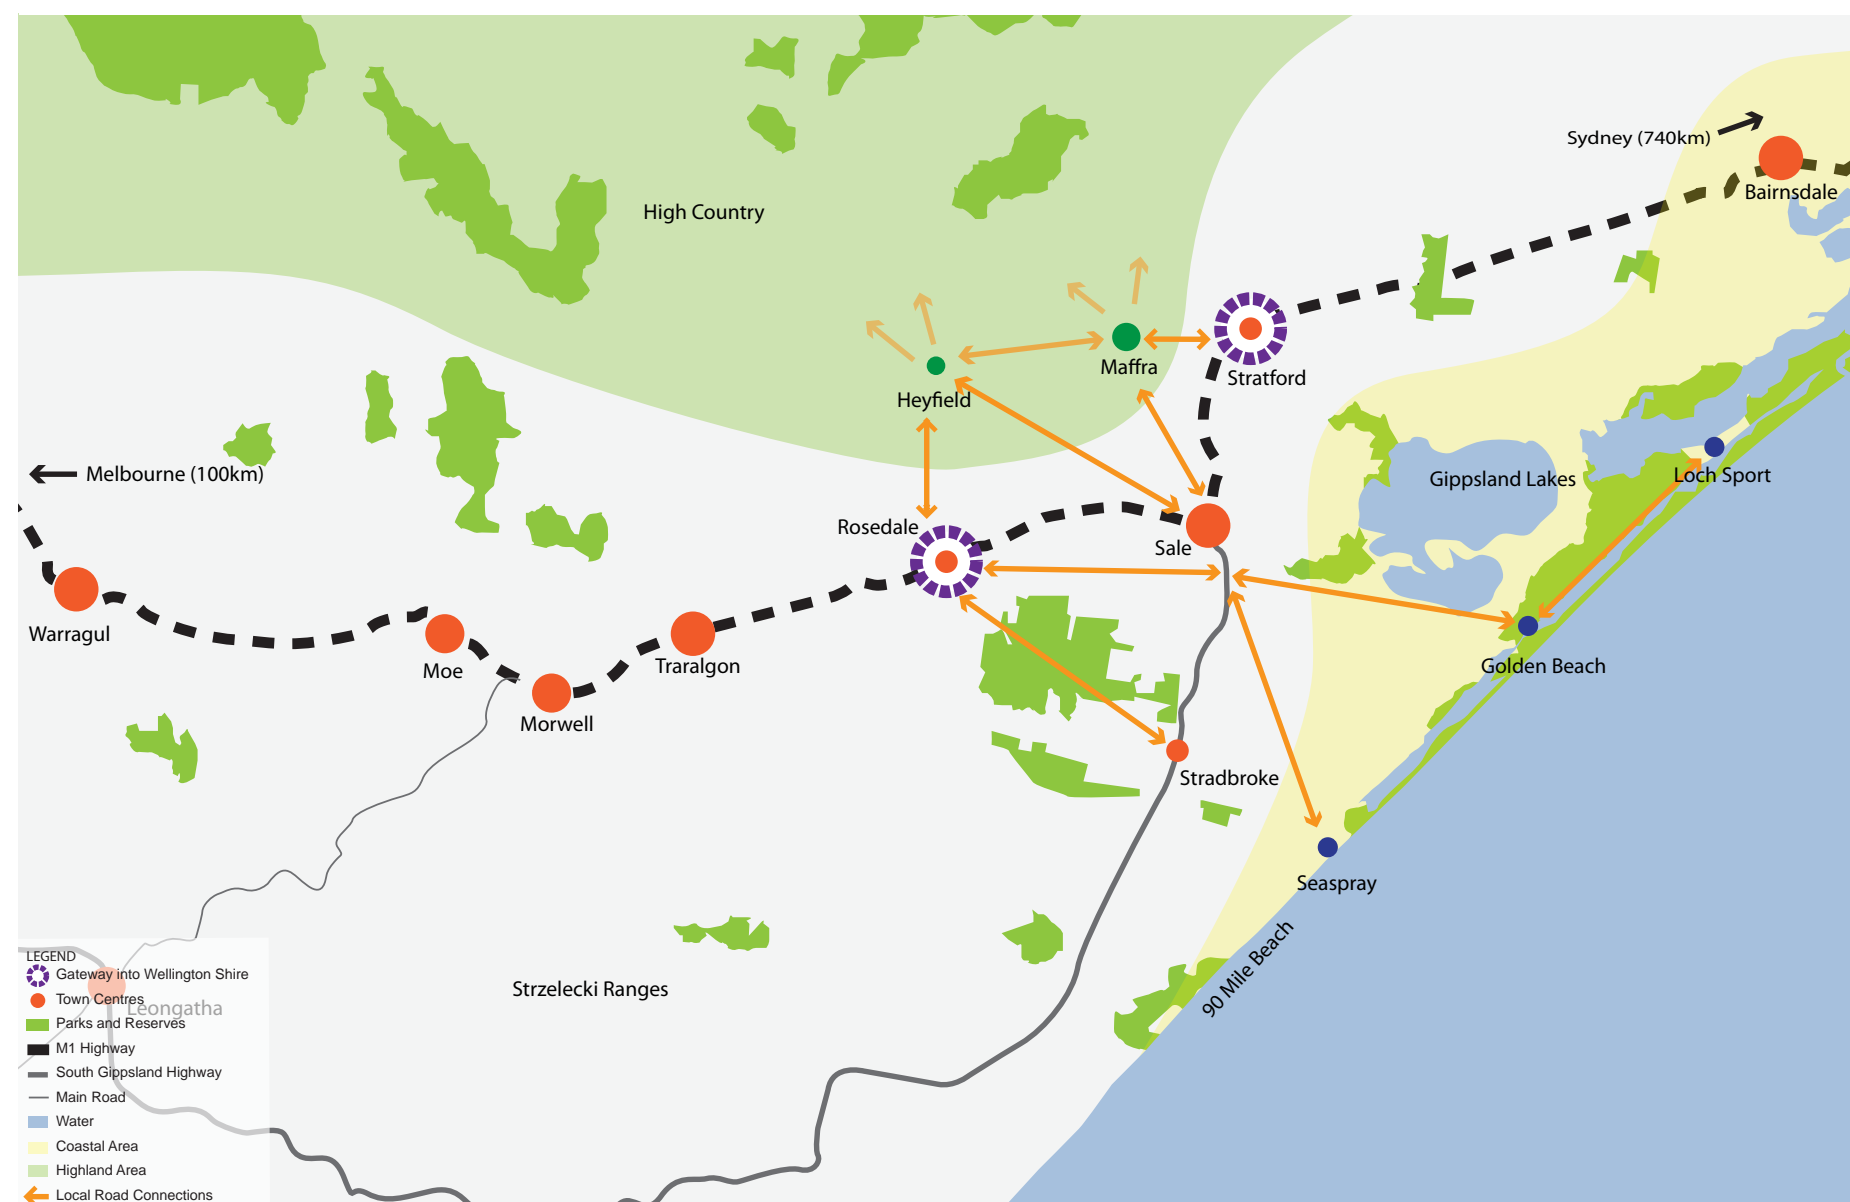 Sydney (740km)
Bairnsdale
High Country
Maffra
Stratford
Heyfield
Melbourne (100km)
Gippsland Lakes
Loch Sport
Rosedale
Sale
Warragul
Moe
Traralgon
Golden Beach
Morwell
Stradbroke
Seaspray
90 Mile Beach
Strzelecki Ranges
Leongatha
LEGEND
Gateway into Wellington Shire
Town Centres
Parks and Reserves
M1 Highway
South Gippsland Highway
Main Road
Water
Coastal Area
Highland Area
Local Road Connections